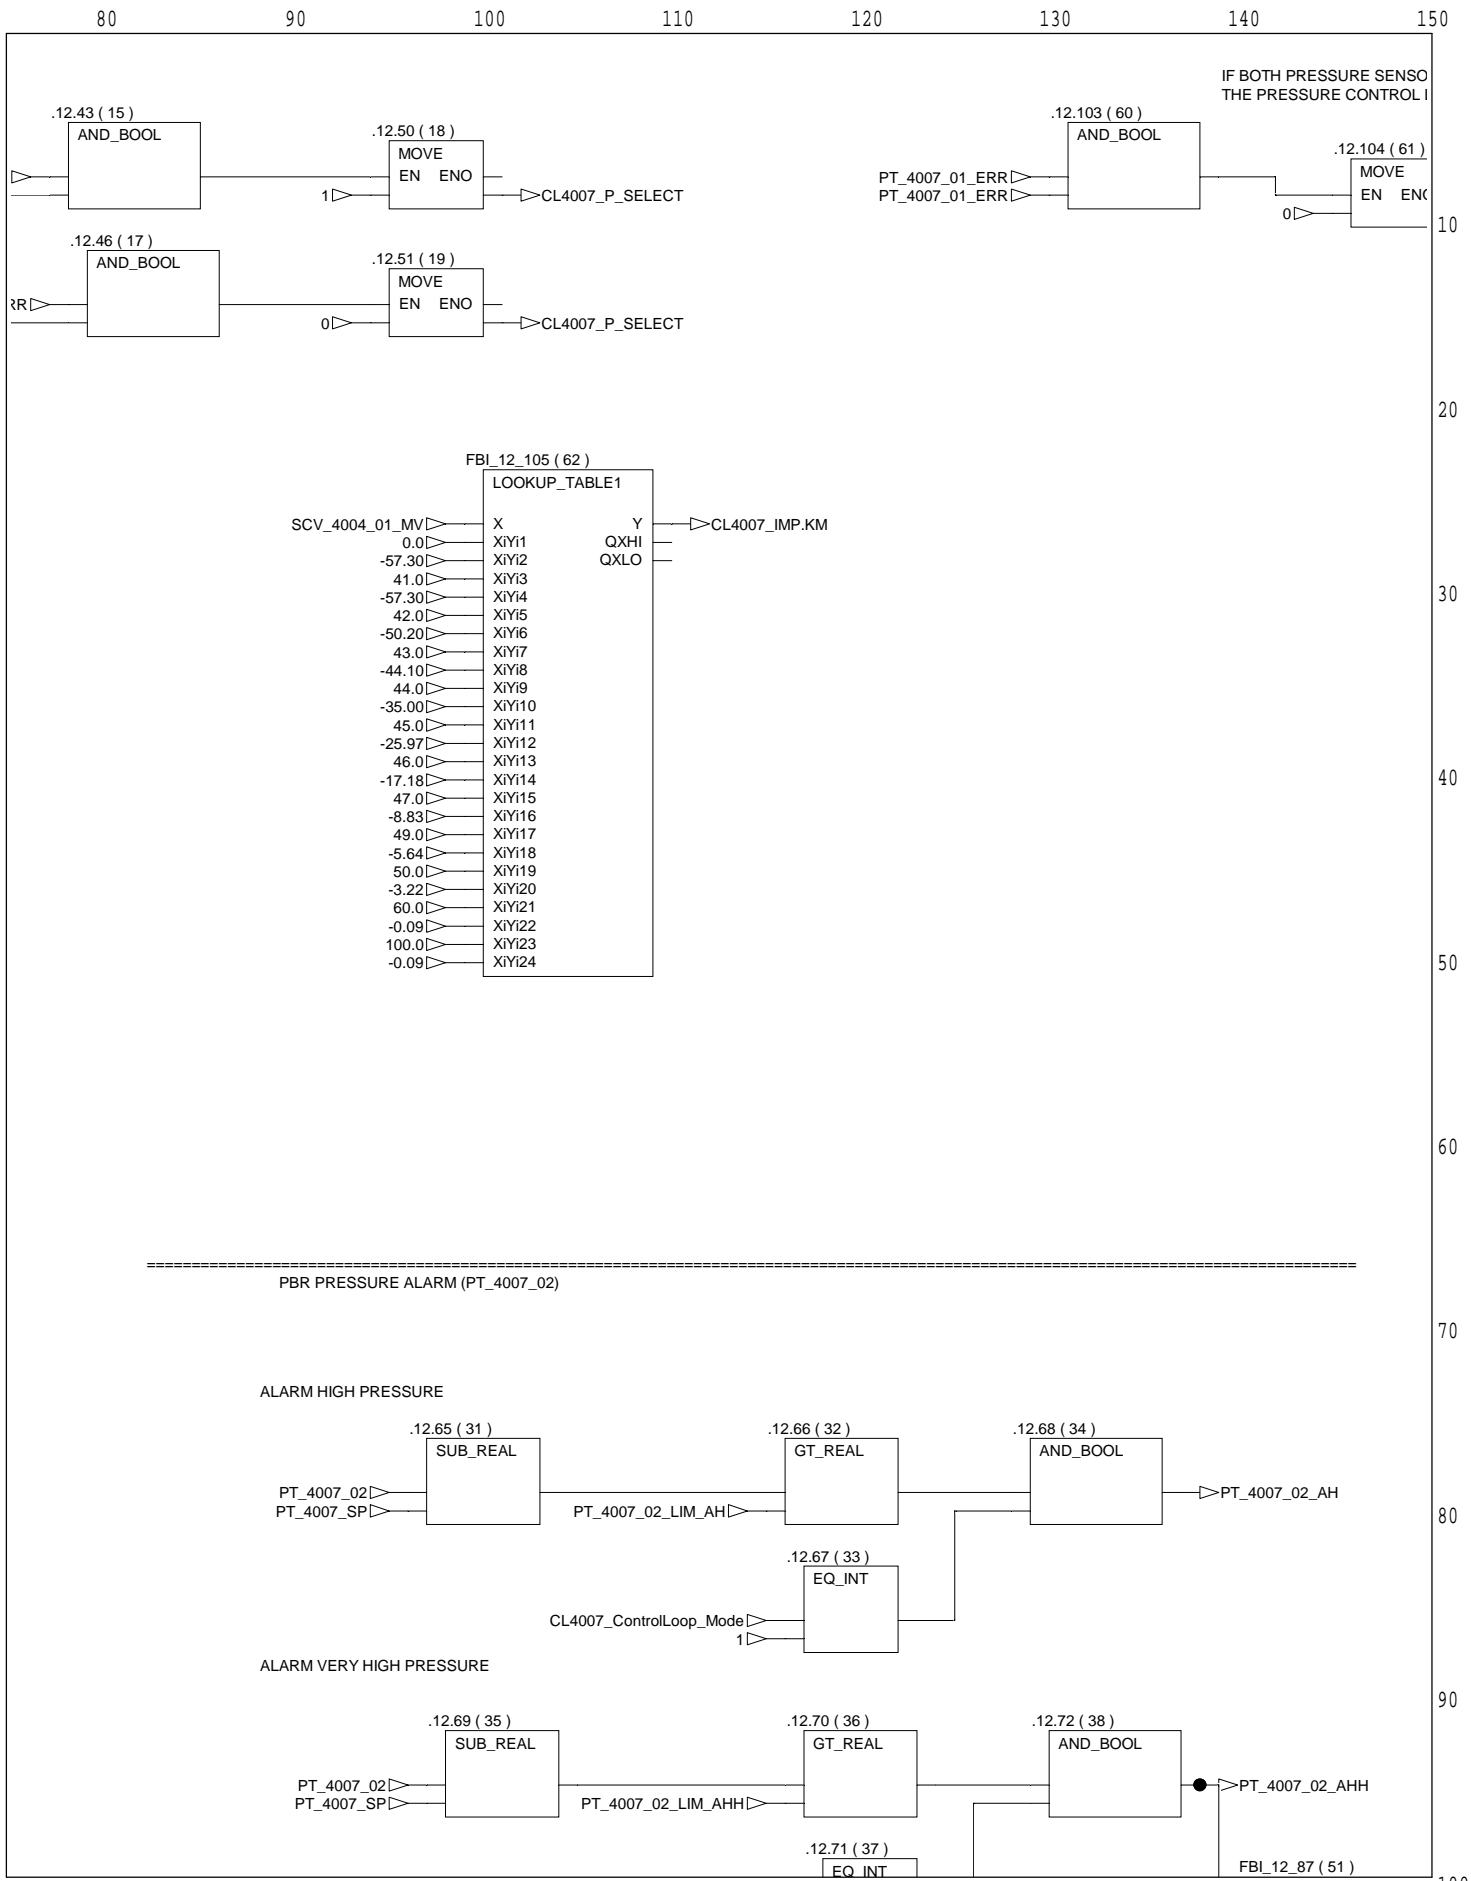 80 90 100 110 120 130 140 150
IF BOTH PRESSURE SENSO
THE PRESSURE CONTROL
.12.43 ( 15 )
AND_BOOL
.12.50 ( 18 )
MOVE
EN ENO
1
CL4007_P_SELECT
.12.103 ( 60 )
AND_BOOL
PT_4007_01_ERR
PT_4007_01_ERR
.12.104 ( 61 )
MOVE
EN EN
0
10
.12.46 ( 17 )
AND_BOOL
RR
.12.51 ( 19 )
MOVE
EN ENO
0
CL4007_P_SELECT
20
FBI_12_105 ( 62 )
LOOKUP_TABLE1
SCV_4004_01_MV X Y CL4007_IMP.KM
0.0 XiYi1 QXHI
-57.30 XiYi2 QXLO
41.0 XiYi3
-57.30 XiYi4 30
42.0 XiYi5
-50.20 XiYi6
43.0 XiYi7
-44.10 XiYi8
44.0 XiYi9
-35.00 XiYi10
45.0 XiYi11
-25.97 XiYi12
46.0 XiYi13
-17.18 XiYi14 40
47.0 XiYi15
-8.83 XiYi16
49.0 XiYi17
-5.64 XiYi18
50.0 XiYi19
-3.22 XiYi20
60.0 XiYi21
-0.09 XiYi22
100.0 XiYi23
-0.09 XiYi24 50
60
PBR PRESSURE ALARM (PT_4007_02)
70
ALARM HIGH PRESSURE
.12.65 ( 31 ) .12.66 ( 32 ) .12.68 ( 34 )
SUB_REAL GT_REAL AND_BOOL
PT_4007_02 PT_4007_02_AH
PT_4007_SP PT_4007_02_LIM_AH 80
.12.67 ( 33 )
EQ_INT
CL4007_ControlLoop_Mode
1
ALARM VERY HIGH PRESSURE
90
.12.69 ( 35 ) .12.70 ( 36 ) .12.72 ( 38 )
SUB_REAL GT_REAL AND_BOOL
PT_4007_02 PT_4007_02_AHH
PT_4007_SP PT_4007_02_LIM_AHH
.12.71 ( 37 )
EQ_INT
FBI_12_87 ( 51 )